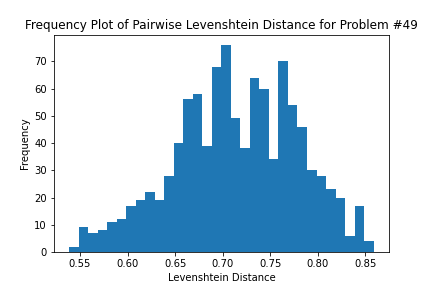 Frequency Plot of Pairwise Levenshtein Distance for Problem #49
Frequency
70
60
50
40
30
20
10
0
0.55 0.60 0.65 0.70 0.75 0.80 0.85
Levenshtein Distance